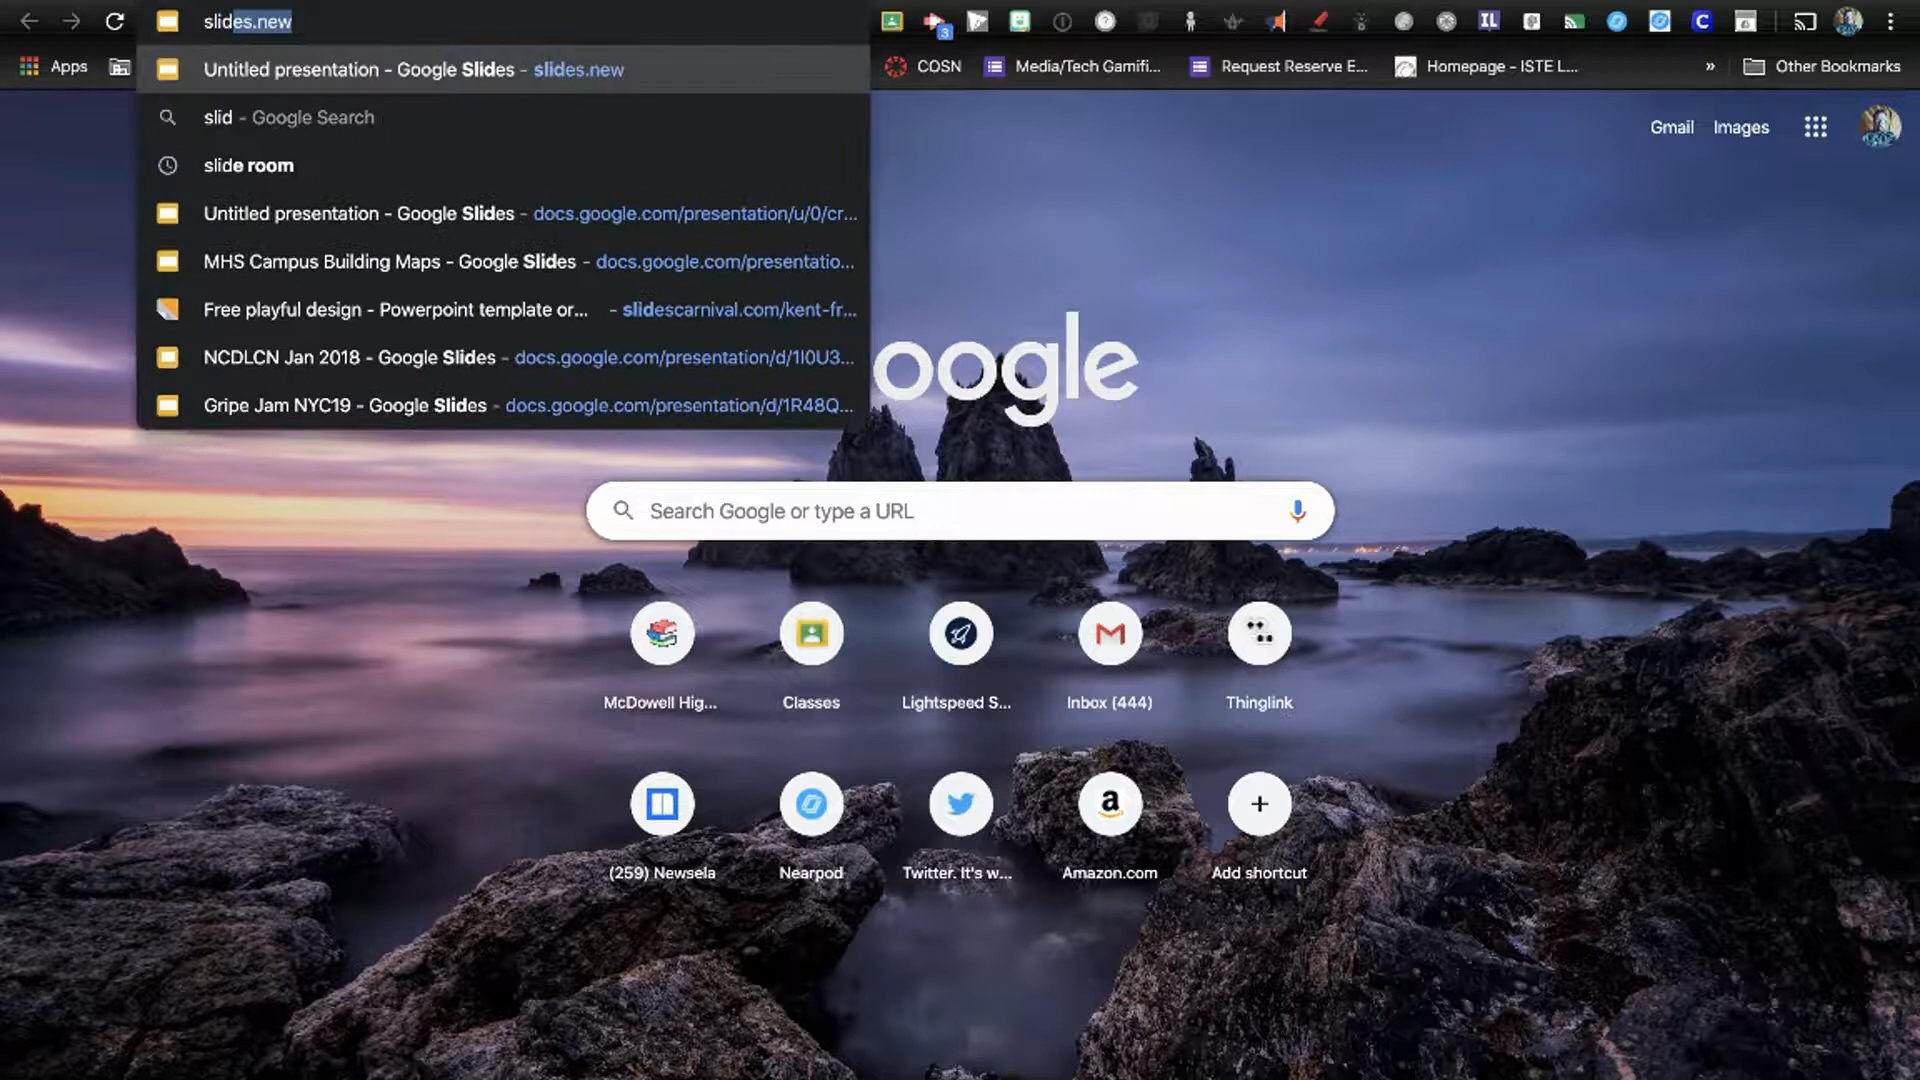 slides.new
3
IL
C
Apps
COSN
Media/Tech Gamifi...
Request Reserve E...
Homepage - ISTE L...
»
Other Bookmarks
Untitled presentation - Google Slides - slides.new
slid - Google Search
slide room
Untitled presentation - Google Slides - docs.google.com/presentation/u/0/cr...
MHS Campus Building Maps - Google Slides - docs.google.com/presentatio...
Free playful design - Powerpoint template or... - slidescarnival.com/kent-fr...
NCDLCN Jan 2018 - Google Slides - docs.google.com/presentation/d/1I0U3...
Gripe Jam NYC19 - Google Slides - docs.google.com/presentation/d/1R48Q...
Gmail Images
oogle
Search Google or type a URL
McDowell Hig...
Classes
Lightspeed S...
Inbox (444)
Thinglink
a
(259) Newsela
Nearpod
Twitter. It's w...
Amazon.com
Add shortcut